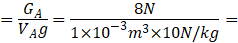 = G_A / V_A g = 8N / 1×10⁻³m³×10N/kg =